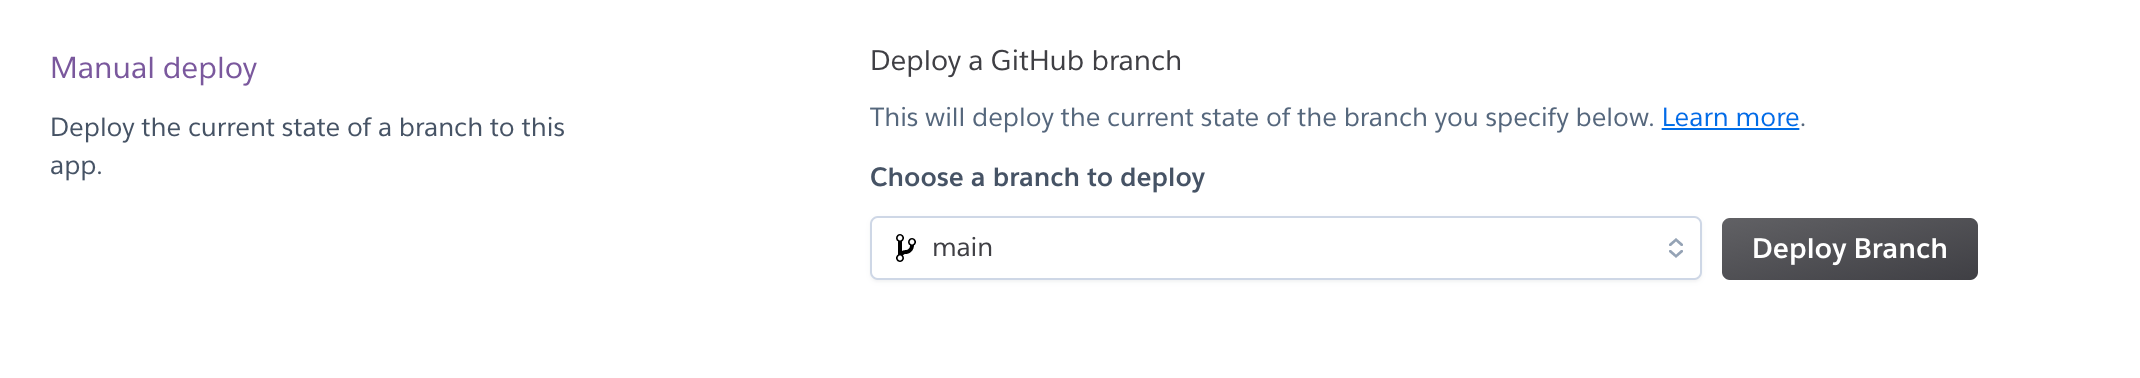 Manual deploy
Deploy the current state of a branch to this
app.
Deploy a GitHub branch
This will deploy the current state of the branch you specify below. Learn more.
Choose a branch to deploy
main
Deploy Branch